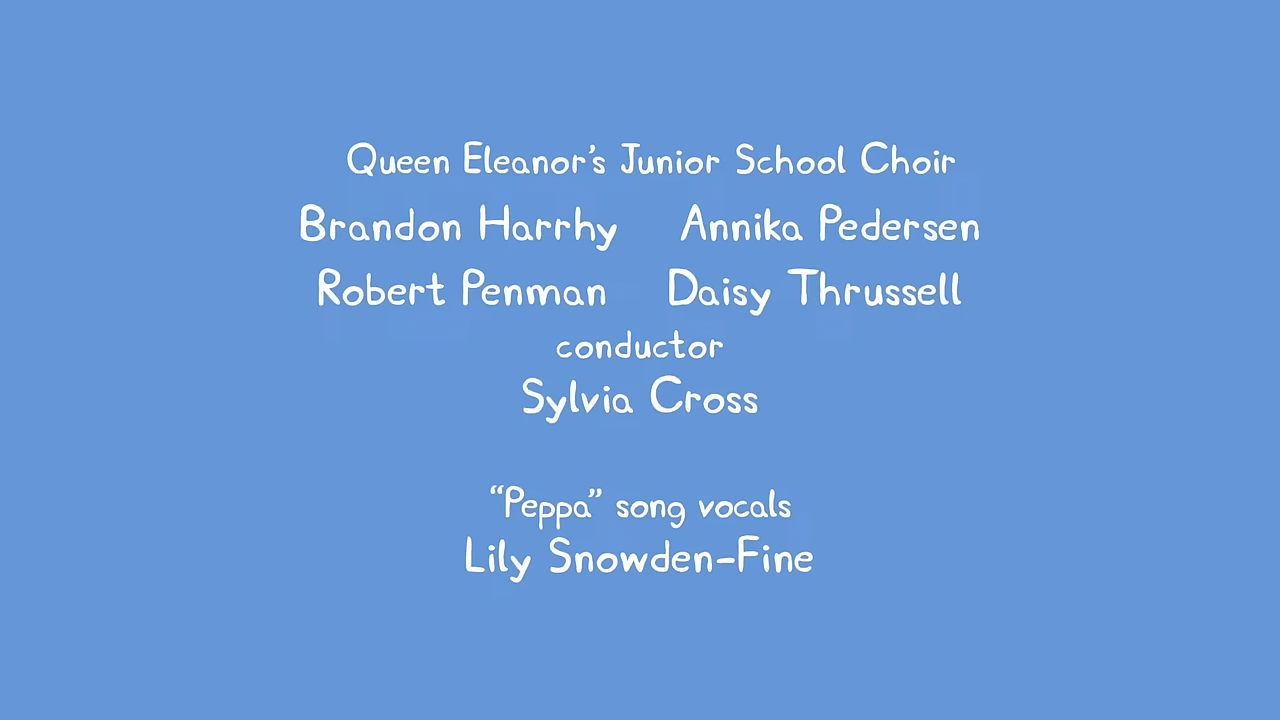 Queen Eleanor’s Junior School Choir
Brandon Harrhy Annika Pedersen
Robert Penman Daisy Thrussell
conductor
Sylvia Cross
“Peppa” song vocals
Lily Snowden-Fine